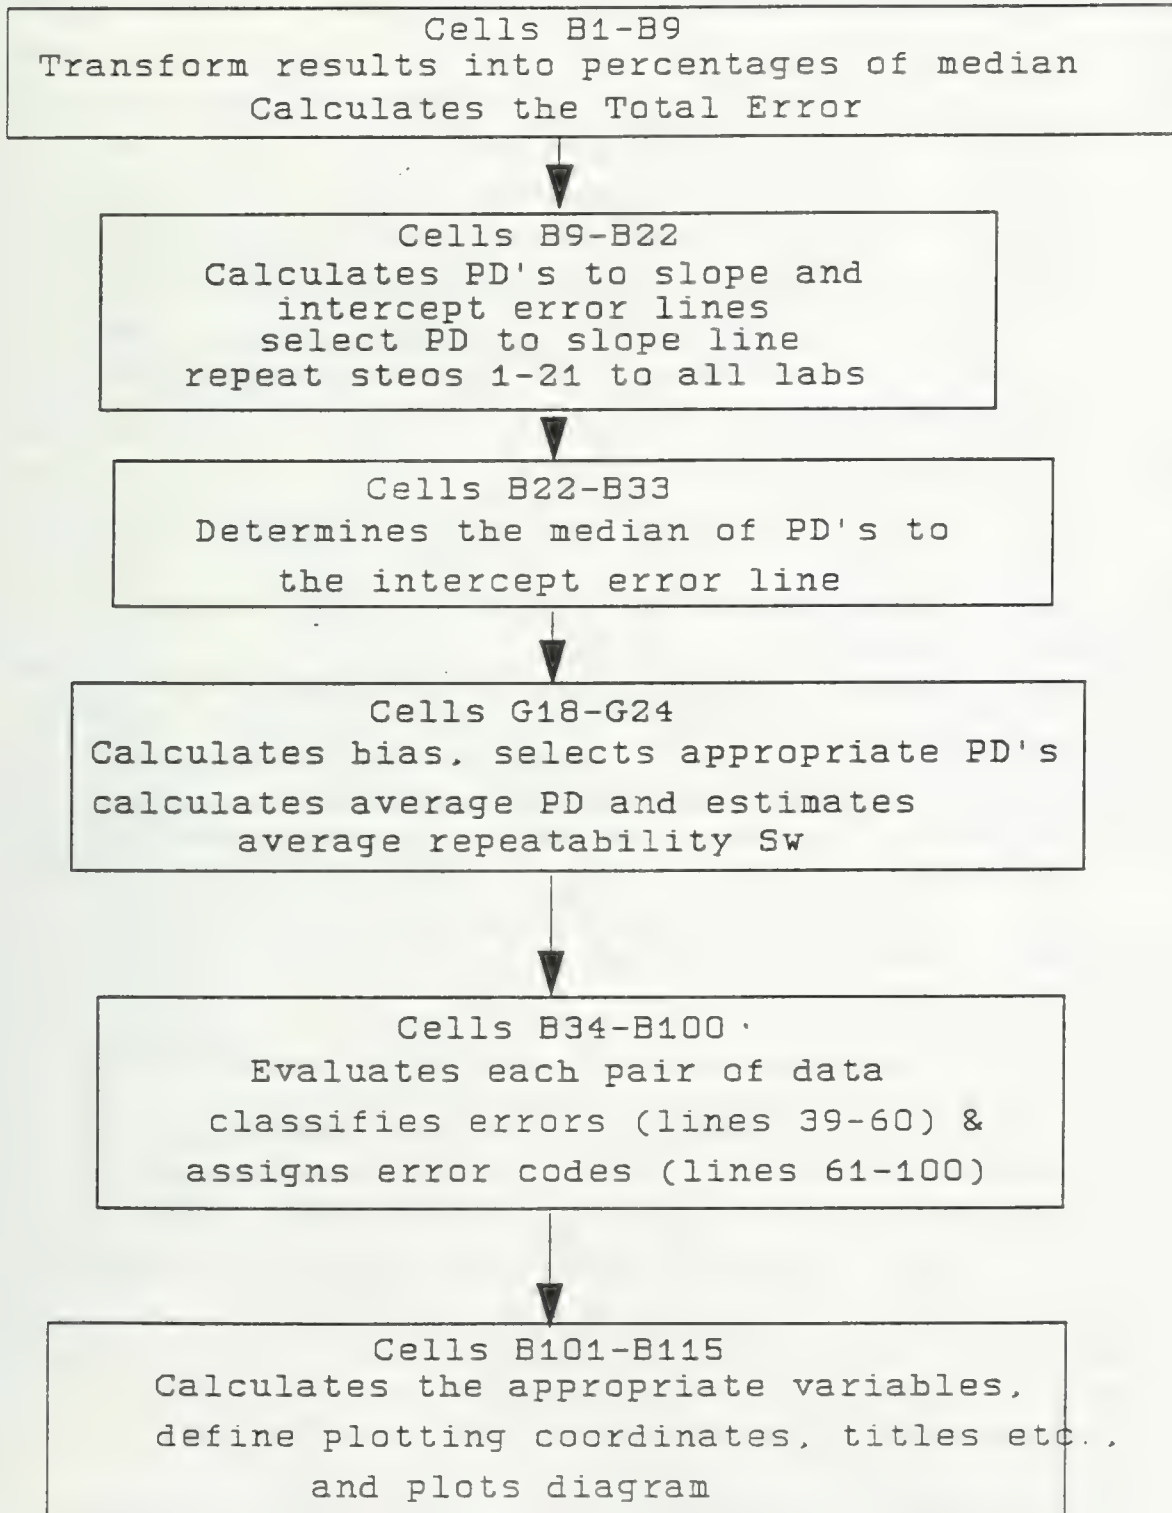 Cells B1-B9
Transform results into percentages of median
Calculates the Total Error
Cells B9-B22
Calculates PD's to slope and
intercept error lines
select PD to slope line
repeat steos 1-21 to all labs
Cells B22-B33
Determines the median of PD's to
the intercept error line
Cells G18-G24
Calculates bias, selects appropriate PD's
calculates average PD and estimates
average repeatability Sw
Cells B34-B100
Evaluates each pair of data
classifies errors (lines 39-60) &
assigns error codes (lines 61-100)
Cells B101-B115
Calculates the appropriate variables,
define plotting coordinates, titles etc.,
and plots diagram